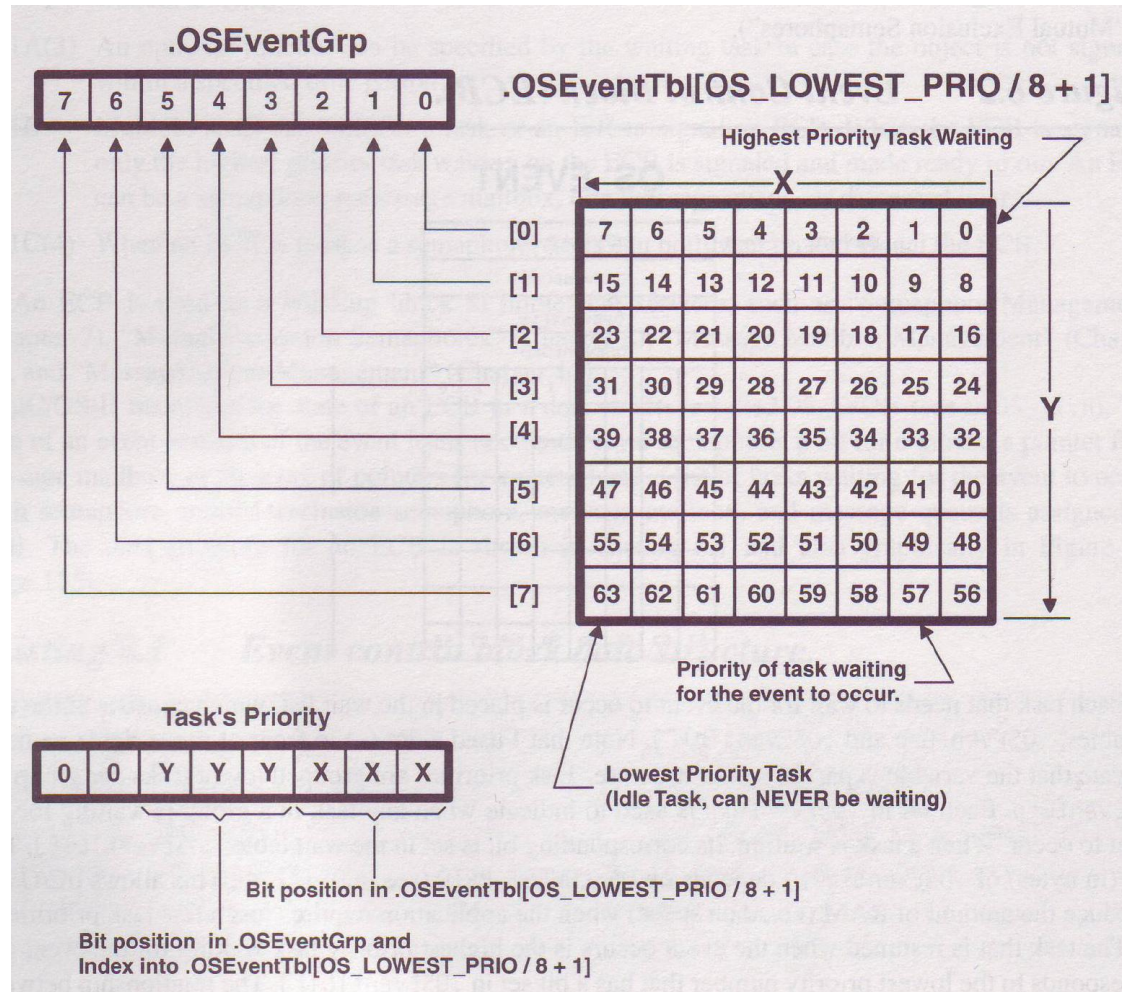 .OSEventGrp
7 6 5 4 3 2 1 0
.OSEventTbl[OS_LOWEST_PRIO / 8 + 1]
Highest Priority Task Waiting
X
[0] 7 6 5 4 3 2 1 0
[1] 15 14 13 12 11 10 9 8
[2] 23 22 21 20 19 18 17 16
[3] 31 30 29 28 27 26 25 24
Y
[4] 39 38 37 36 35 34 33 32
[5] 47 46 45 44 43 42 41 40
[6] 55 54 53 52 51 50 49 48
[7] 63 62 61 60 59 58 57 56
Priority of task waiting
for the event to occur.
Task's Priority
0 0 Y Y Y X X X
Lowest Priority Task
(Idle Task, can NEVER be waiting)
Bit position in .OSEventTbl[OS_LOWEST_PRIO / 8 + 1]
Bit position in .OSEventGrp and
Index into .OSEventTbl[OS_LOWEST_PRIO / 8 + 1]